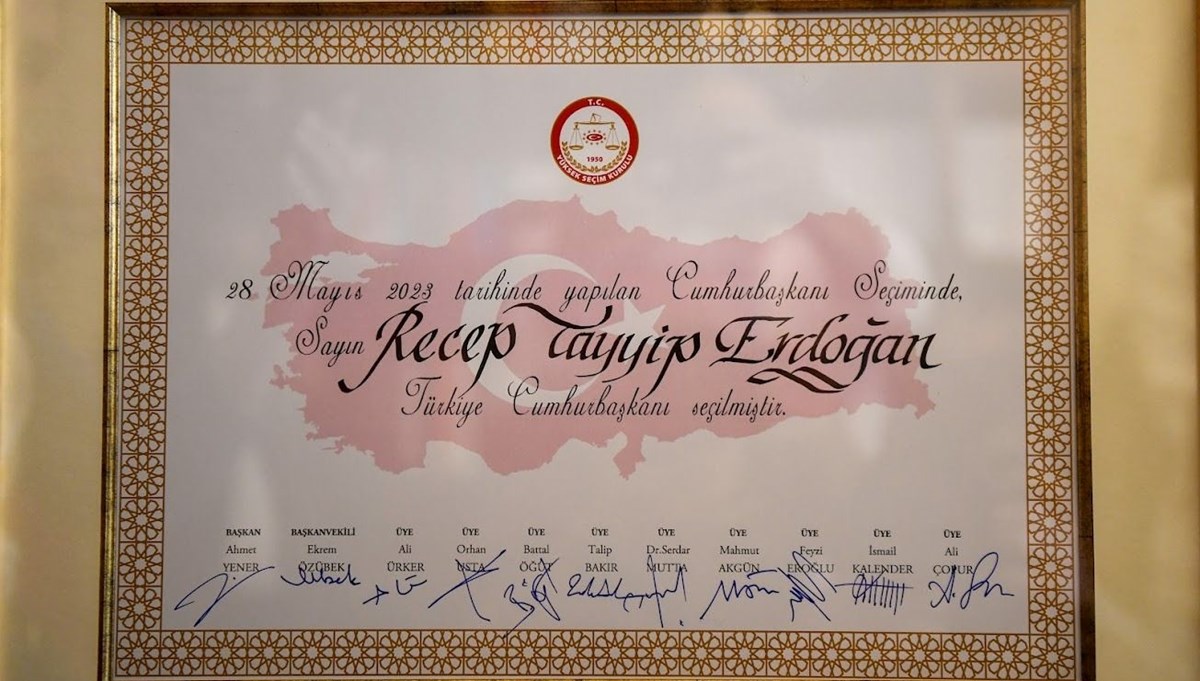 T.C.
1950
YÜKSEK SEÇİM KURULU
28 Mayıs 2023 tarihinde yapılan Cumhurbaşkanı Seçiminde,
Sayın Recep Tayyip Erdoğan
Türkiye Cumhurbaşkanı seçilmiştir.
BAŞKAN BAŞKANVEKİLİ ÜYE ÜYE ÜYE ÜYE ÜYE ÜYE ÜYE ÜYE ÜYE
Ahmet Ekrem Ali Orhan Battal Talip Dr.Serdar Mahmut Feyzi İsmail Ali
YENER ÖZÜBEK ÜRKER USTA ÖĞÜT BAKIR MUTTA AKGÜN EROĞLU KALENDER ÇOPUR